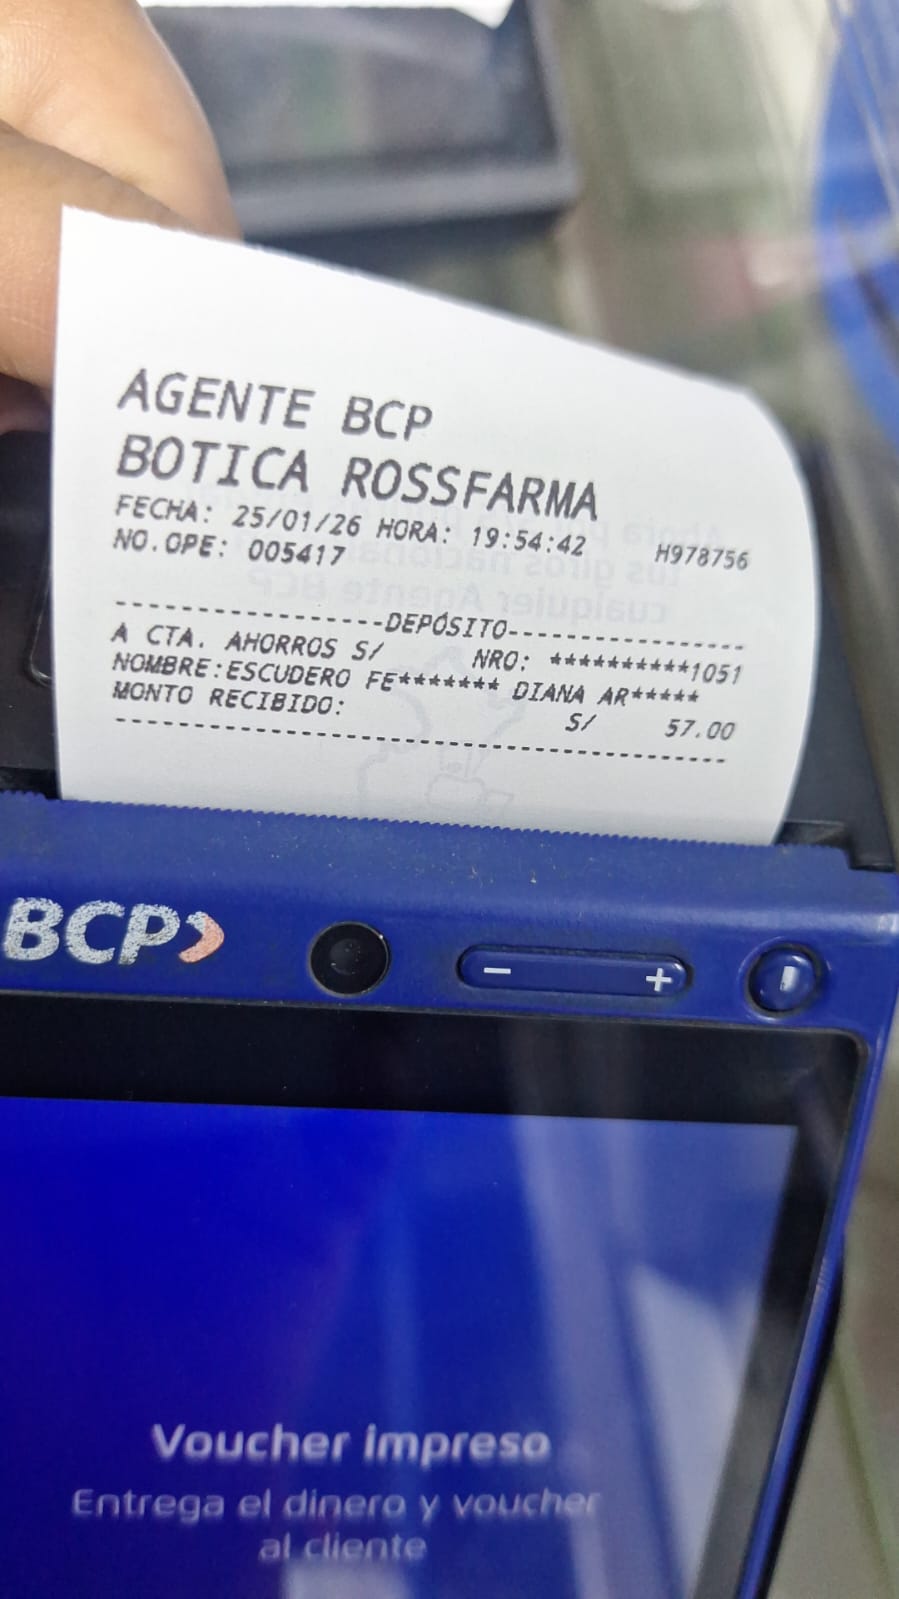 AGENTE BCP
BOTICA ROSSFARMA
FECHA: 25/01/26 HORA: 19:54:42 H978756
NO.OPE: 005417
-----------------DEPÓSITO-----------------
A CTA. AHORROS S/ NRO: **********1051
NOMBRE:ESCUDERO FE******* DIANA AR*****
MONTO RECIBIDO: S/ 57.00
--------------------------------------------
BCP
- +
Voucher impreso
Entrega el dinero y voucher
al cliente